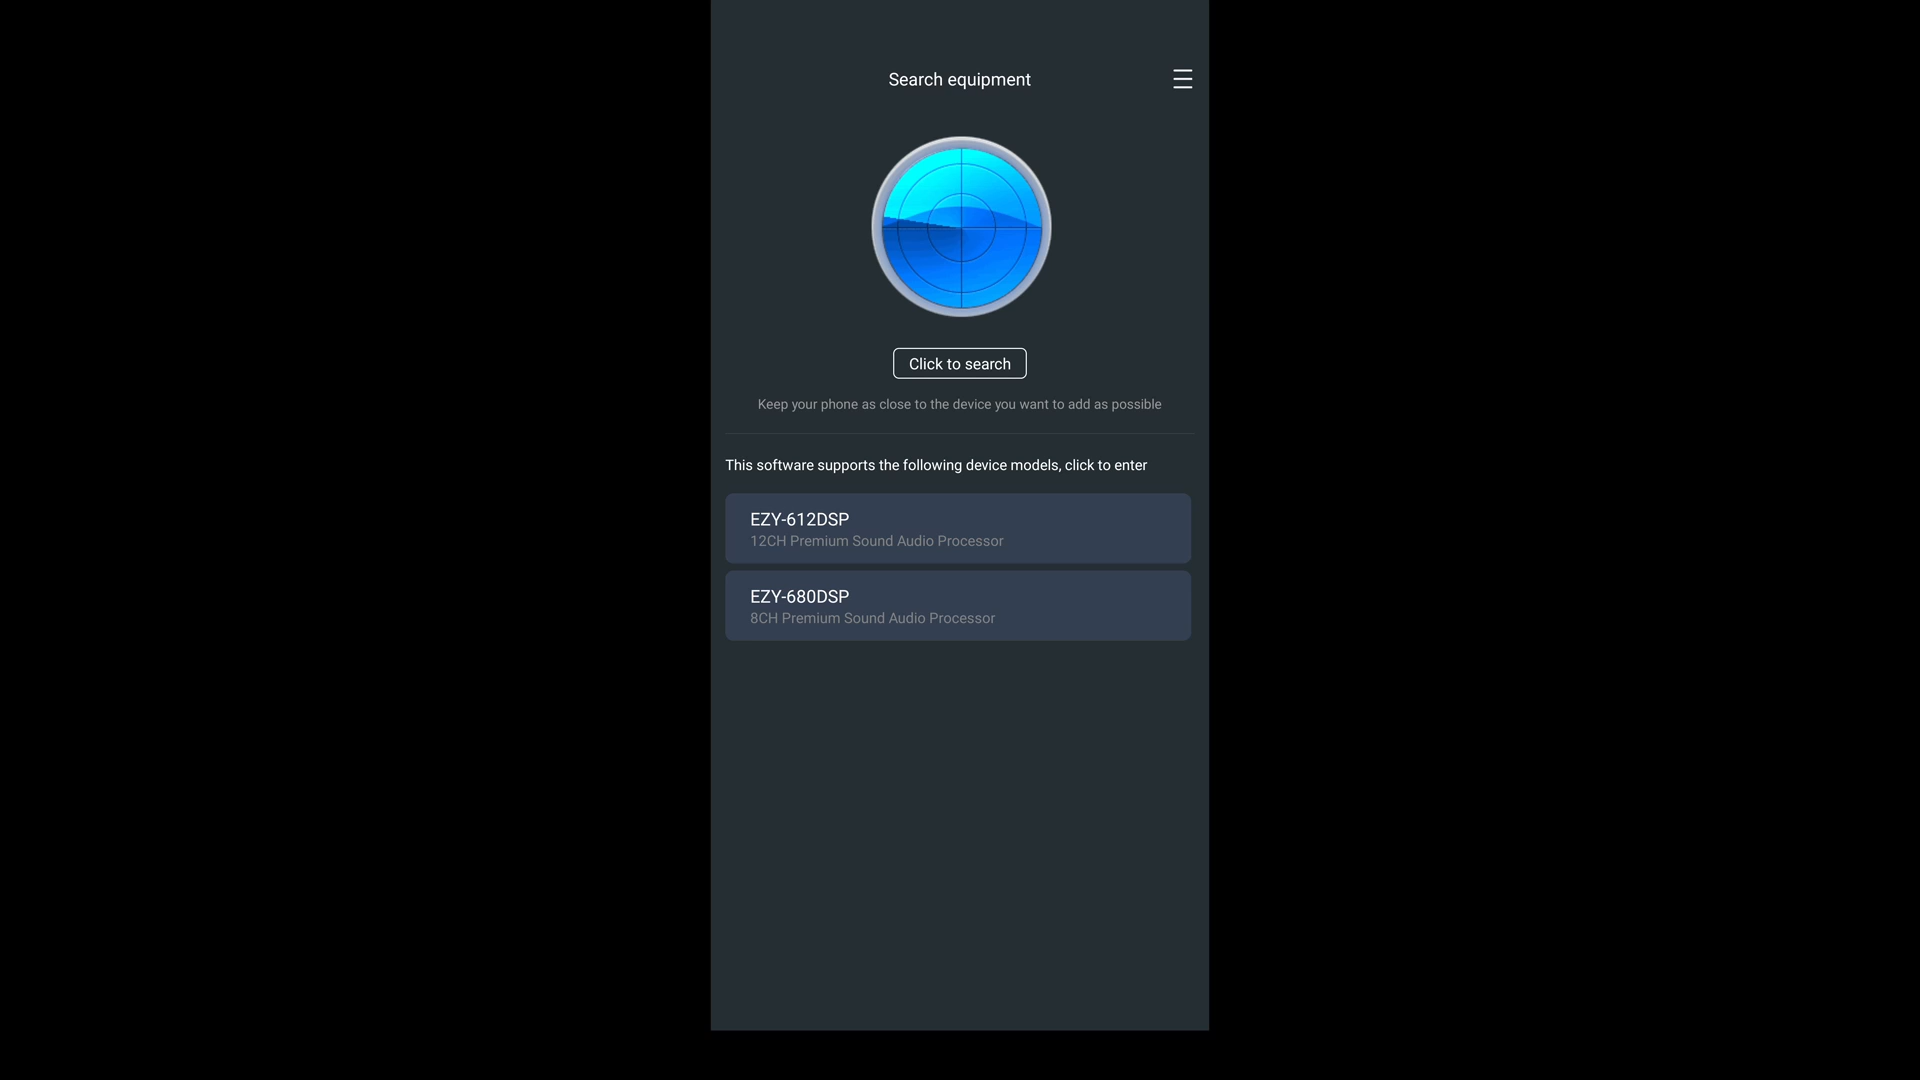 Search equipment
Click to search
Keep your phone as close to the device you want to add as possible
This software supports the following device models, click to enter
EZY-612DSP
12CH Premium Sound Audio Processor
EZY-680DSP
8CH Premium Sound Audio Processor